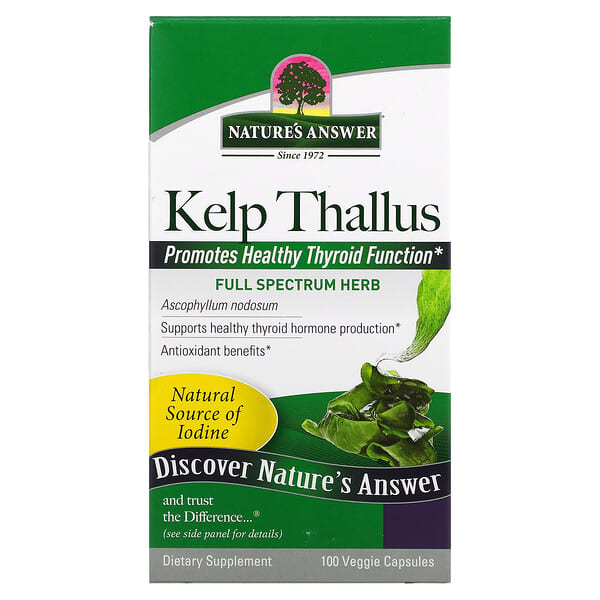 NATURE'S ANSWER®
Since 1972
Kelp Thallus
Promotes Healthy Thyroid Function*
FULL SPECTRUM HERB
Ascophyllum nodosum
Supports healthy thyroid hormone production*
Antioxidant benefits*
Natural
Source of
Iodine
Discover Nature's Answer
and trust
the Difference...®
(see side panel for details)
Dietary Supplement
100 Veggie Capsules